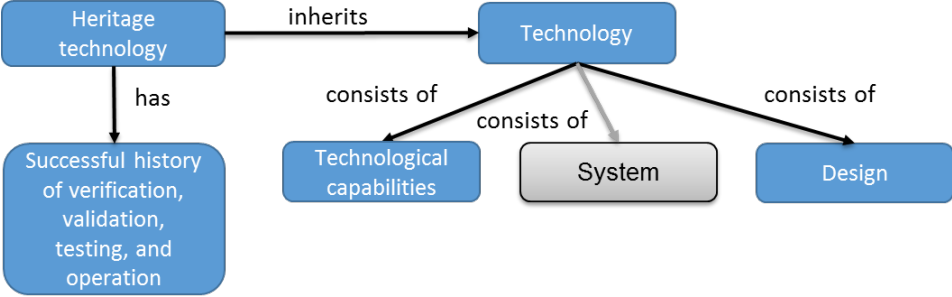 Heritage
technology
inherits
Technology
has
consists of
consists of
consists of
Successful history
of verification,
validation,
testing, and
operation
Technological
capabilities
System
Design